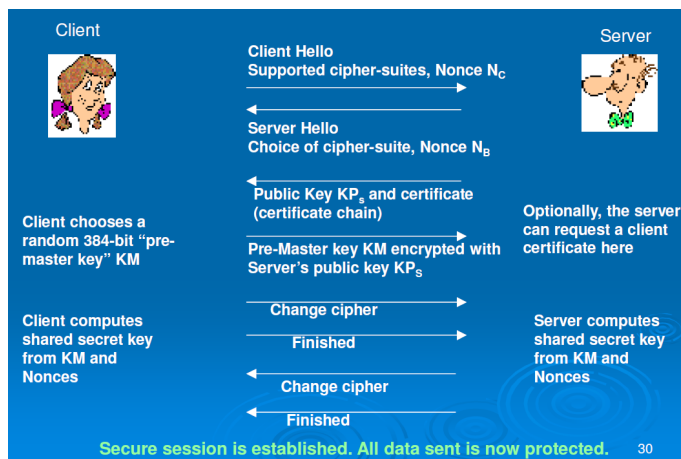 Client
Server
Client Hello
Supported cipher-suites, Nonce NC
Server Hello
Choice of cipher-suite, Nonce NB
Public Key KPs and certificate
(certificate chain)
Client chooses a
random 384-bit “pre-
master key” KM
Optionally, the server
can request a client
certificate here
Pre-Master key KM encrypted with
Server’s public key KPS
Change cipher
Client computes
shared secret key
from KM and
Nonces
Finished
Server computes
shared secret key
from KM and
Nonces
Change cipher
Finished
Secure session is established. All data sent is now protected.
30